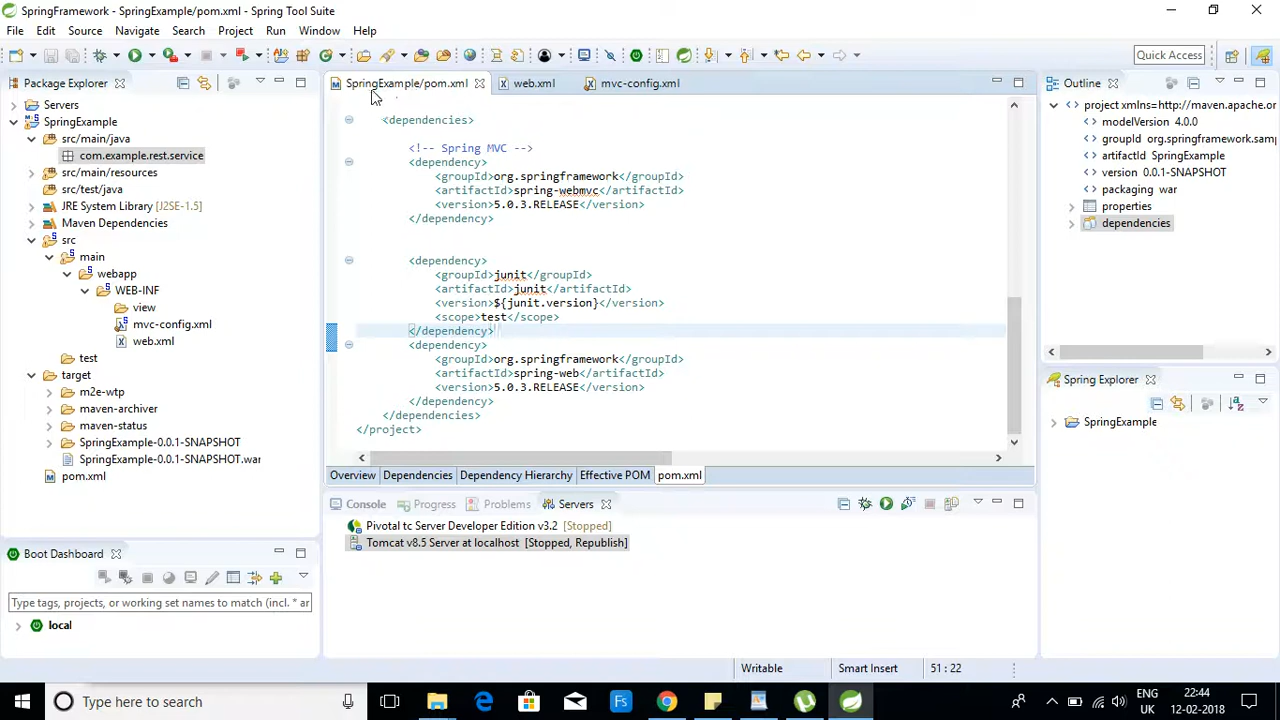 SpringFramework - SpringExample/pom.xml - Spring Tool Suite
File Edit Source Navigate Search Project Run Window Help
Quick Access
Package Explorer
Servers
SpringExample
src/main/java
com.example.rest.service
src/main/resources
src/test/java
JRE System Library [J2SE-1.5]
Maven Dependencies
src
main
webapp
WEB-INF
view
mvc-config.xml
web.xml
test
target
m2e-wtp
maven-archiver
maven-status
SpringExample-0.0.1-SNAPSHOT
SpringExample-0.0.1-SNAPSHOT.war
pom.xml
Boot Dashboard
Type tags, projects, or working set names to match (incl. * ar
local
SpringExample/pom.xml web.xml mvc-config.xml
<dependencies>
<!-- Spring MVC -->
<dependency>
<groupId>org.springframework</groupId>
<artifactId>spring-webmvc</artifactId>
<version>5.0.3.RELEASE</version>
</dependency>
<dependency>
<groupId>junit</groupId>
<artifactId>junit</artifactId>
<version>${junit.version}</version>
<scope>test</scope>
</dependency>
<dependency>
<groupId>org.springframework</groupId>
<artifactId>spring-web</artifactId>
<version>5.0.3.RELEASE</version>
</dependency>
</dependencies>
</project>
Overview Dependencies Dependency Hierarchy Effective POM pom.xml
Console Progress Problems Servers
Pivotal tc Server Developer Edition v3.2 [Stopped]
Tomcat v8.5 Server at localhost [Stopped, Republish]
Outline
project xmlns=http://maven.apache.o
modelVersion 4.0.0
groupId org.springframework.samp
artifactId SpringExample
version 0.0.1-SNAPSHOT
packaging war
properties
dependencies
Spring Explorer
SpringExample
Writable Smart Insert 51 : 22
Type here to search
ENG
UK
22:44
12-02-2018